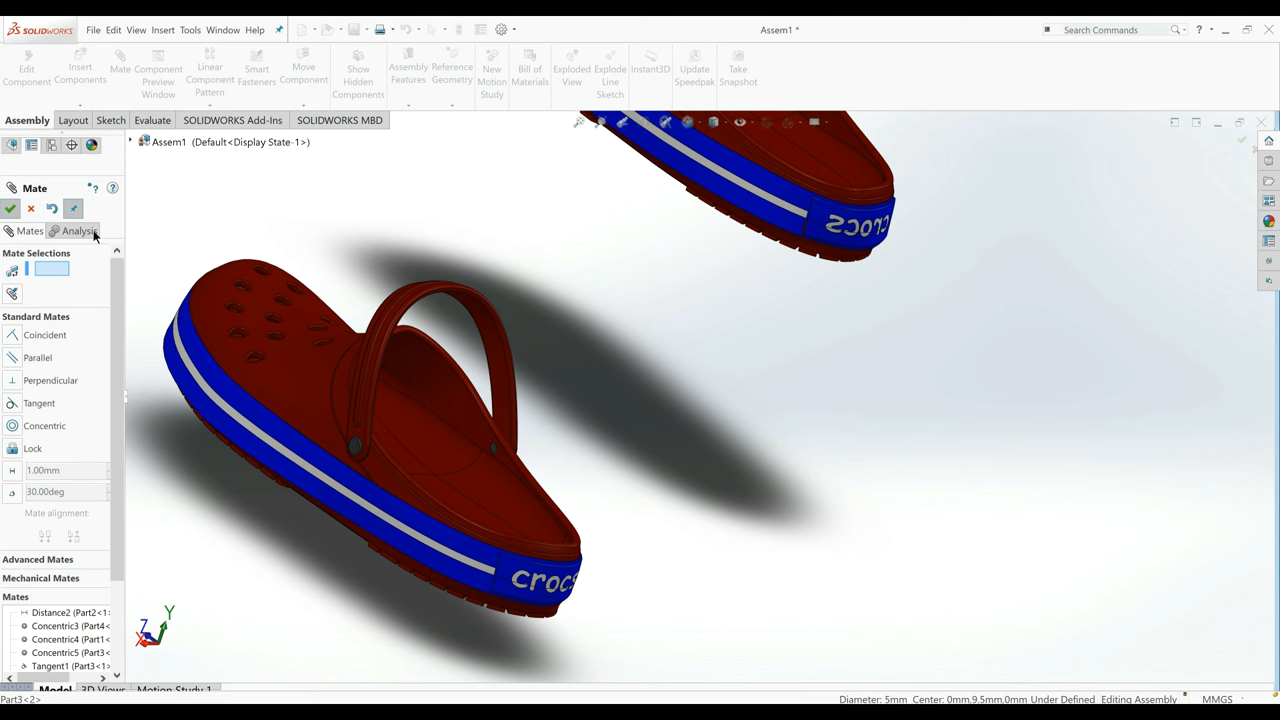 SOLIDWORKS File Edit View Insert Tools Window Help Assem1 * Search Commands
Edit Component Insert Components Mate Component Preview Window Linear Component Pattern Smart Fasteners Move Component Show Hidden Components Assembly Features Reference Geometry New Motion Study Bill of Materials Exploded View Explode Line Sketch Instant3D Update Speedpak Take Snapshot
Assembly Layout Sketch Evaluate SOLIDWORKS Add-Ins SOLIDWORKS MBD
Assem1 (Default<Display State-1>)
Mate
Mates Analysis
Mate Selections
Standard Mates
Coincident
Parallel
Perpendicular
Tangent
Concentric
Lock
1.00mm
30.00deg
Mate alignment:
Advanced Mates
Mechanical Mates
Mates
Distance2 (Part2<1>
Concentric3 (Part4<
Concentric4 (Part1<
Concentric5 (Part3<
Tangent1 (Part3<1>
crocs
crocs
Y
Z
X
Model 3D Views Motion Study 1
Part3<2> Diameter: 5mm Center: 0mm,9.5mm,0mm Under Defined Editing Assembly MMGS